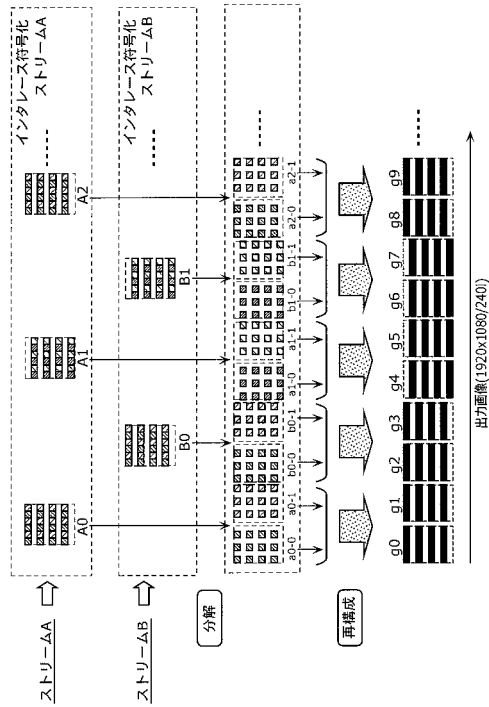 ストリームA
インタレース符号化
ストリームA
A0
A1
A2
ストリームB
インタレース符号化
ストリームB
B0
B1
分解
a0-0
a0-1
b0-0
b0-1
a1-0
a1-1
b1-0
b1-1
a2-0
a2-1
再構成
g0
g1
g2
g3
g4
g5
g6
g7
g8
g9
出力画像(1920x1080/240i)